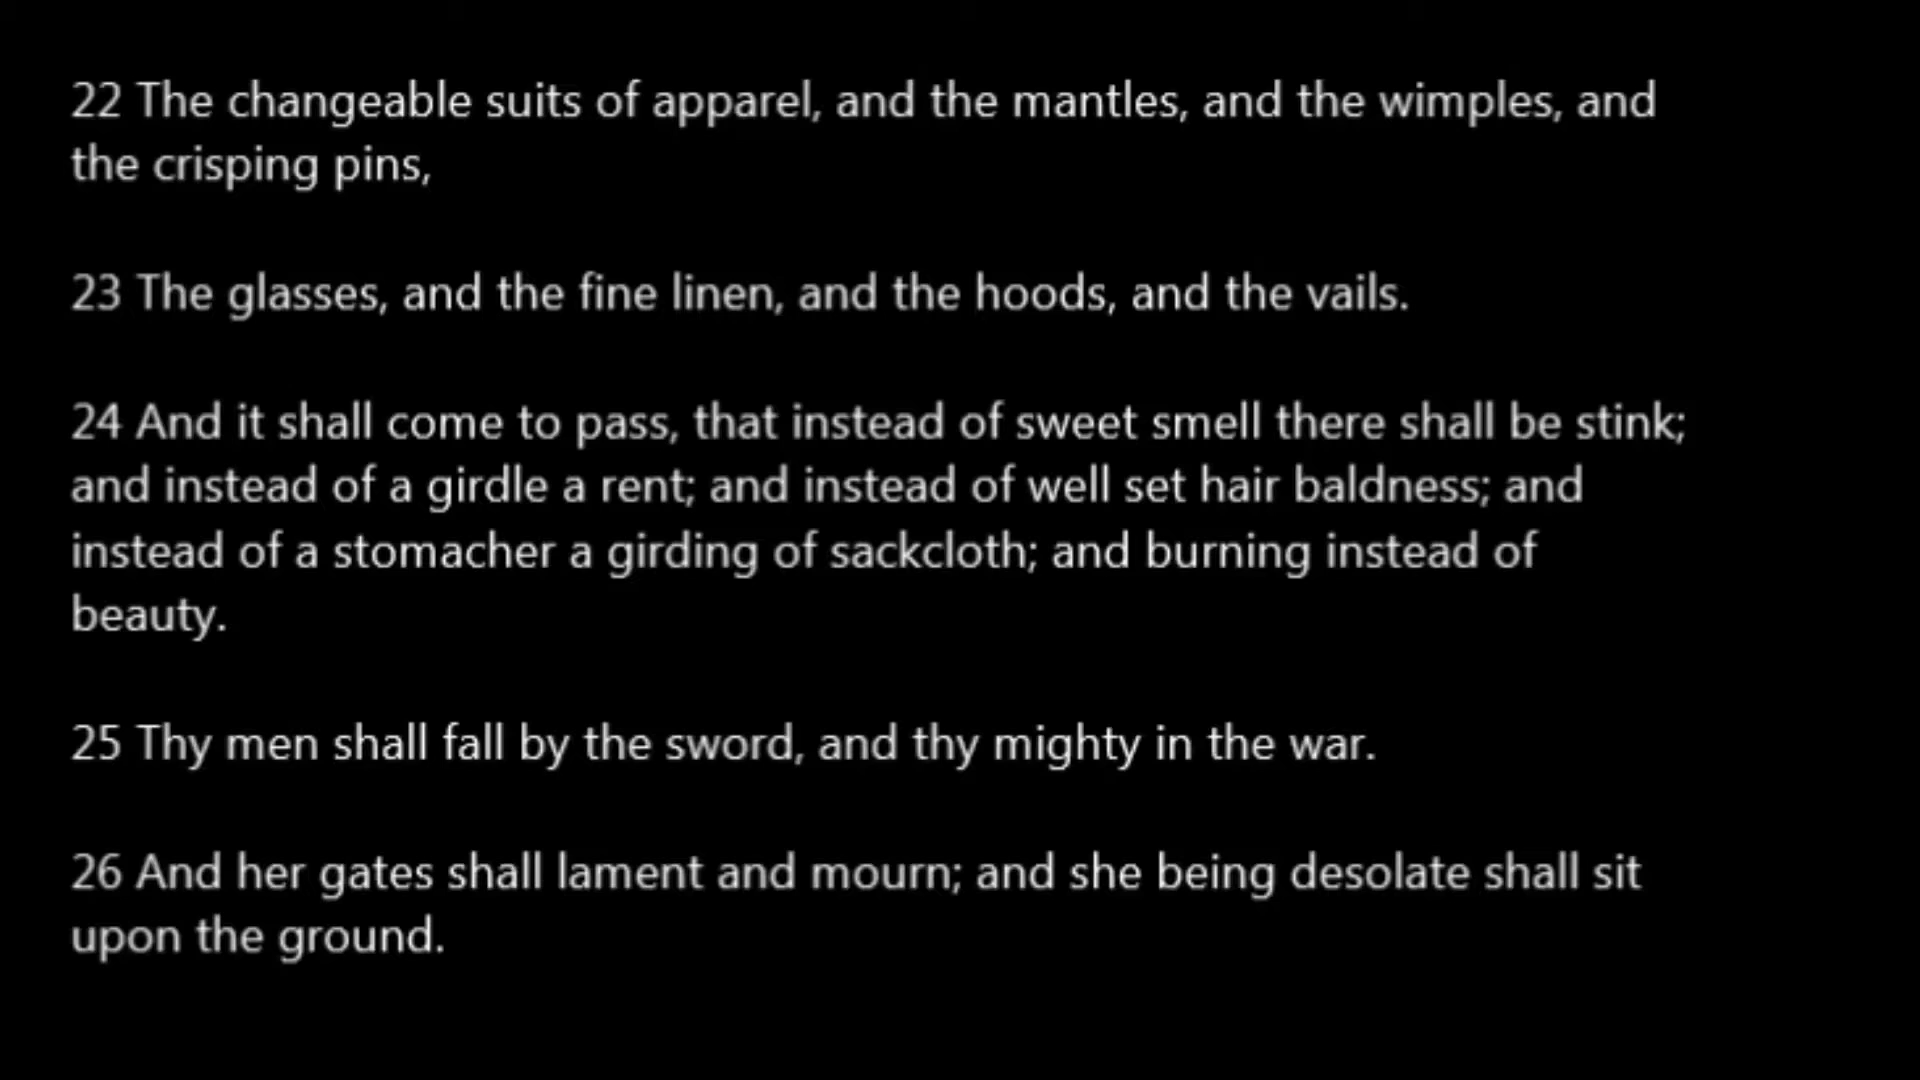 22 The changeable suits of apparel, and the mantles, and the wimples, and
the crisping pins,
23 The glasses, and the fine linen, and the hoods, and the vails.
24 And it shall come to pass, that instead of sweet smell there shall be stink;
and instead of a girdle a rent; and instead of well set hair baldness; and
instead of a stomacher a girding of sackcloth; and burning instead of
beauty.
25 Thy men shall fall by the sword, and thy mighty in the war.
26 And her gates shall lament and mourn; and she being desolate shall sit
upon the ground.